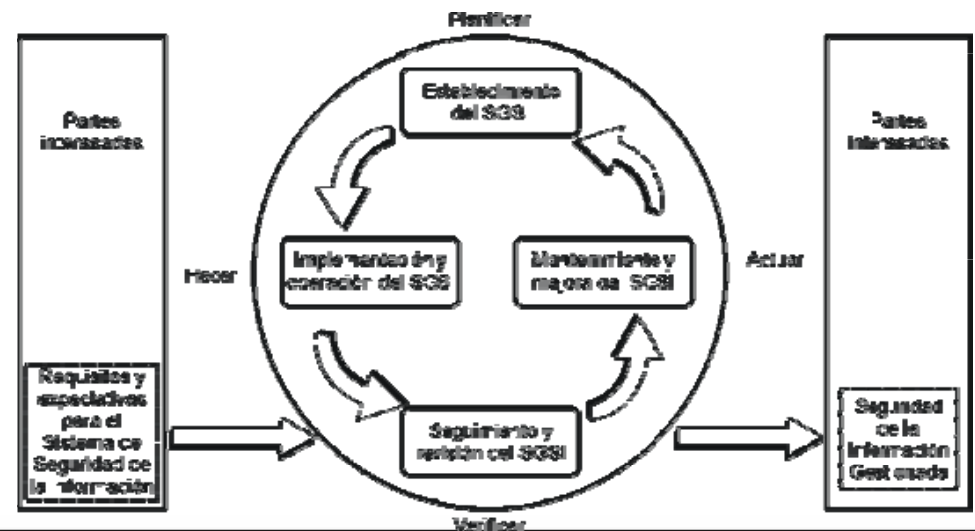 Planificar
Partes
interesadas
Establecimiento
del SGSI
Partes
Interesadas
Implementación y
operación del SGSI
Mantenimiento y
mejora del SGSI
Hacer
Actuar
Requisitos y
expectativas
para el
Sistema de
Seguridad de
la Información
Seguimiento y
revisión del SGSI
Seguridad
de la
Información
Gestionada
Verificar